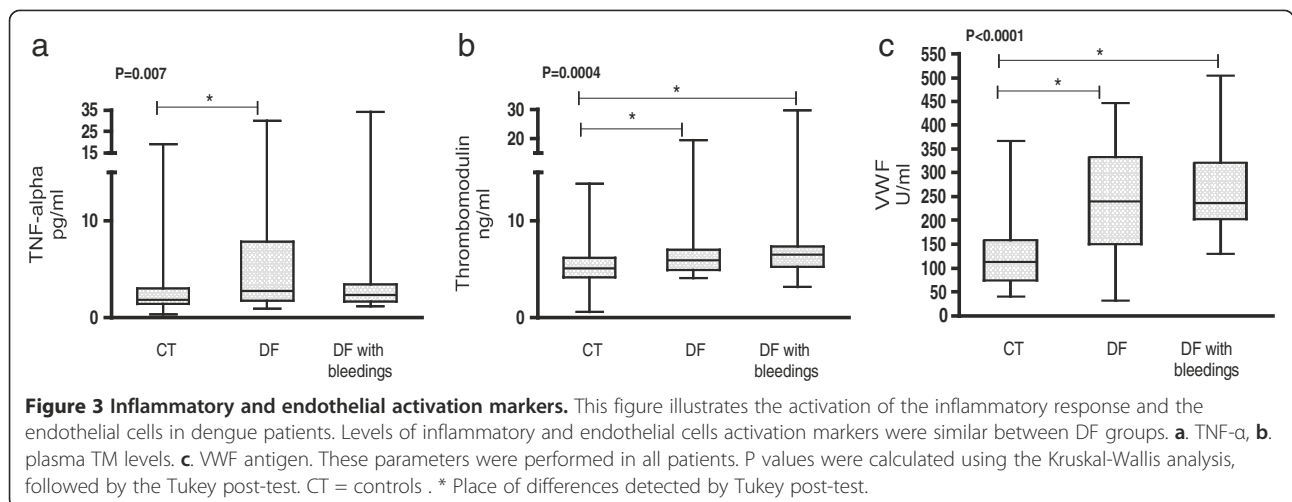 a
P=0.007
*
35
25
15
10
0
TNF-alpha
pg/ml
CT
DF
DF with
bleedings
b
P=0.0004
*
*
30
20
15
10
0
Thrombomodulin
ng/ml
CT
DF
DF with
bleedings
c
P<0.0001
*
*
550
500
450
400
350
300
250
200
150
100
50
0
VWF
U/ml
CT
DF
DF with
bleedings
Figure 3 Inflammatory and endothelial activation markers. This figure illustrates the activation of the inflammatory response and the
endothelial cells in dengue patients. Levels of inflammatory and endothelial cells activation markers were similar between DF groups. a. TNF-α, b.
plasma TM levels. c. VWF antigen. These parameters were performed in all patients. P values were calculated using the Kruskal-Wallis analysis,
followed by the Tukey post-test. CT = controls . * Place of differences detected by Tukey post-test.